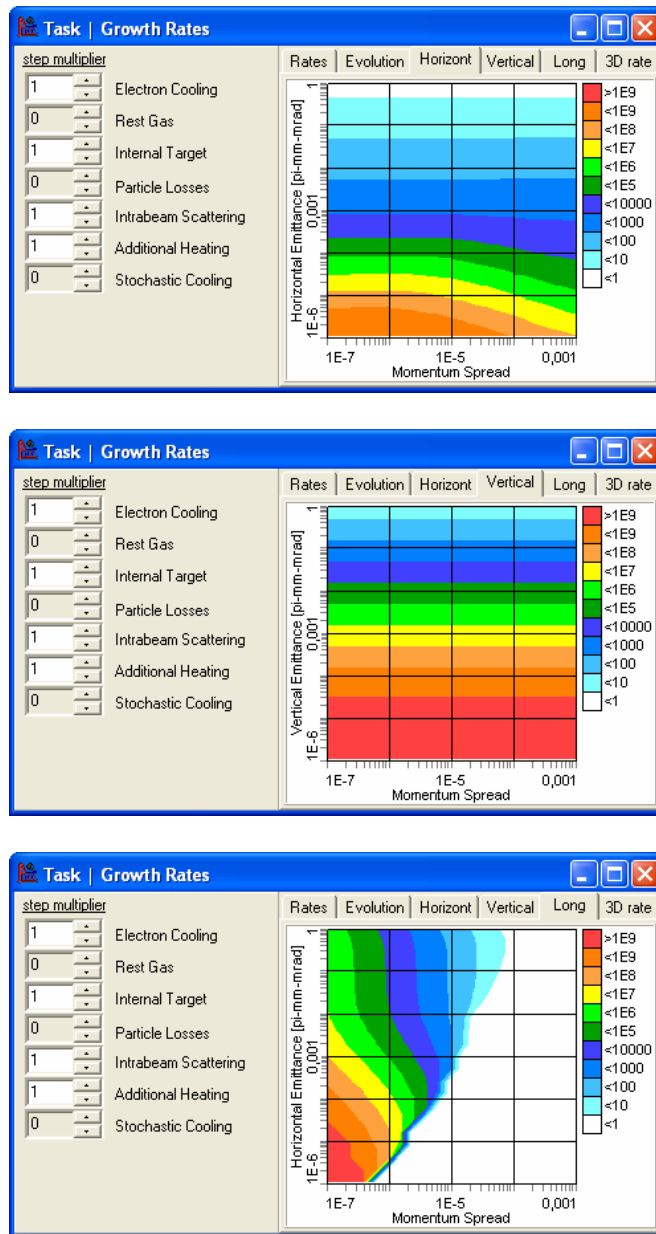 Task | Growth Rates
step multiplier
1 Electron Cooling
0 Rest Gas
1 Internal Target
0 Particle Losses
1 Intrabeam Scattering
1 Additional Heating
0 Stochastic Cooling
Rates Evolution Horizont Vertical Long 3D rate
Horizontal Emittance [pi-mm-mrad]
1
0,001
1E-6
1E-7 1E-5 0,001
Momentum Spread
>1E9
<1E9
<1E8
<1E7
<1E6
<1E5
<10000
<1000
<100
<10
<1
Task | Growth Rates
step multiplier
1 Electron Cooling
0 Rest Gas
1 Internal Target
0 Particle Losses
1 Intrabeam Scattering
1 Additional Heating
0 Stochastic Cooling
Rates Evolution Horizont Vertical Long 3D rate
Vertical Emittance [pi-mm-mrad]
1
0,001
1E-6
1E-7 1E-5 0,001
Momentum Spread
>1E9
<1E9
<1E8
<1E7
<1E6
<1E5
<10000
<1000
<100
<10
<1
Task | Growth Rates
step multiplier
1 Electron Cooling
0 Rest Gas
1 Internal Target
0 Particle Losses
1 Intrabeam Scattering
1 Additional Heating
0 Stochastic Cooling
Rates Evolution Horizont Vertical Long 3D rate
Horizontal Emittance [pi-mm-mrad]
1
0,001
1E-6
1E-7 1E-5 0,001
Momentum Spread
>1E9
<1E9
<1E8
<1E7
<1E6
<1E5
<10000
<1000
<100
<10
<1